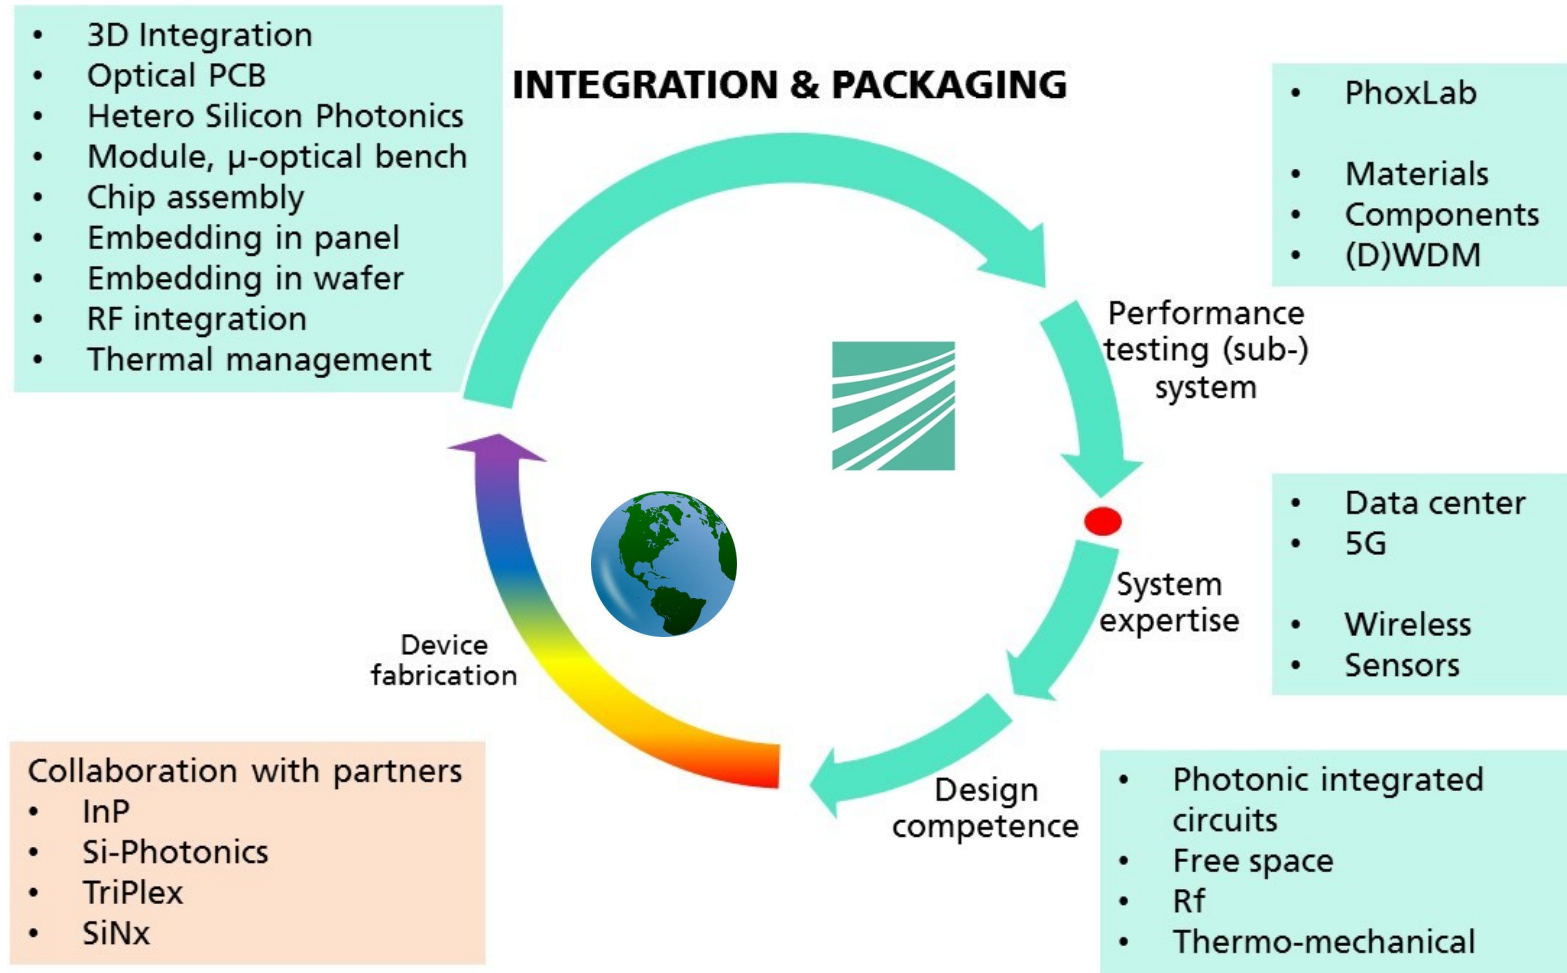 • 3D Integration
• Optical PCB
• Hetero Silicon Photonics
• Module, µ-optical bench
• Chip assembly
• Embedding in panel
• Embedding in wafer
• RF integration
• Thermal management
INTEGRATION & PACKAGING
• PhoxLab
• Materials
• Components
• (D)WDM
Performance
testing (sub-)
system
• Data center
• 5G
• Wireless
• Sensors
System
expertise
Device
fabrication
Design
competence
• Photonic integrated
circuits
• Free space
• Rf
• Thermo-mechanical
Collaboration with partners
• InP
• Si-Photonics
• TriPlex
• SiNx